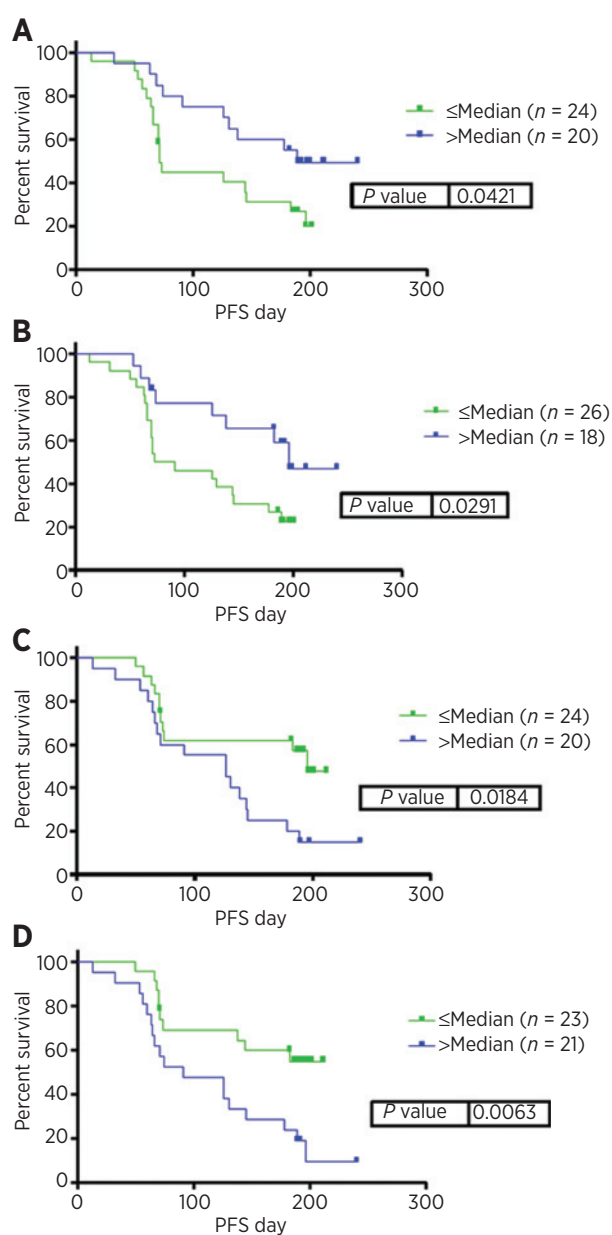 A
100
80
60
40
20
0
Percent survival
≤Median (n = 24)
>Median (n = 20)
P value 0.0421
0 100 200 300
PFS day
B
100
80
60
40
20
0
Percent survival
≤Median (n = 26)
>Median (n = 18)
P value 0.0291
0 100 200 300
PFS day
C
100
80
60
40
20
0
Percent survival
≤Median (n = 24)
>Median (n = 20)
P value 0.0184
0 100 200 300
PFS day
D
100
80
60
40
20
0
Percent survival
≤Median (n = 23)
>Median (n = 21)
P value 0.0063
0 100 200 300
PFS day